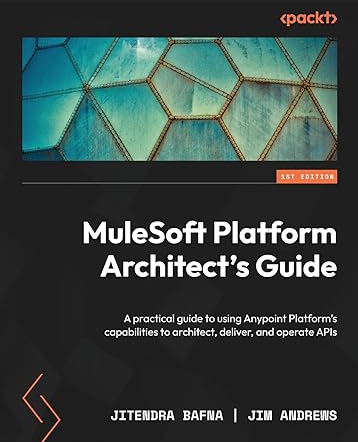 <packt>
1ST EDITION
MuleSoft Platform
Architect's Guide
A practical guide to using Anypoint Platform's
capabilities to architect, deliver, and operate APIs
JITENDRA BAFNA | JIM ANDREWS